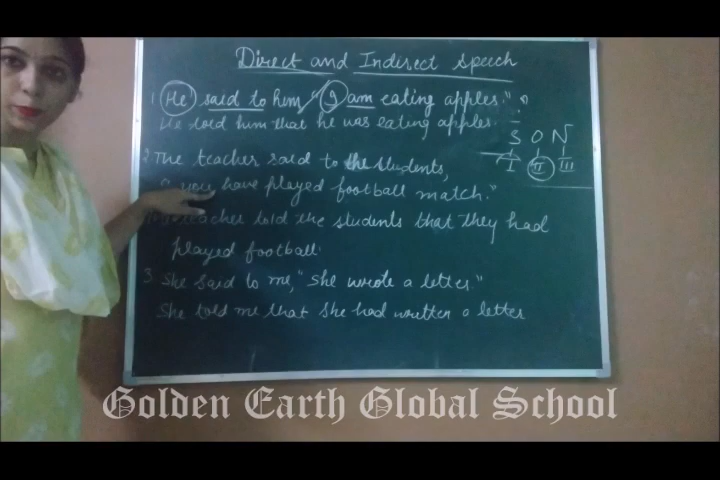 Direct and Indirect Speech
1 He said to him, "I am eating apples."
He told him that he was eating apples.
S O N
I II III
2 The teacher said to the students,
you have played football match."
teacher told the students that they had
played football.
3 She said to me, "She wrote a letter."
She told me that she had written a letter
Golden Earth Global School